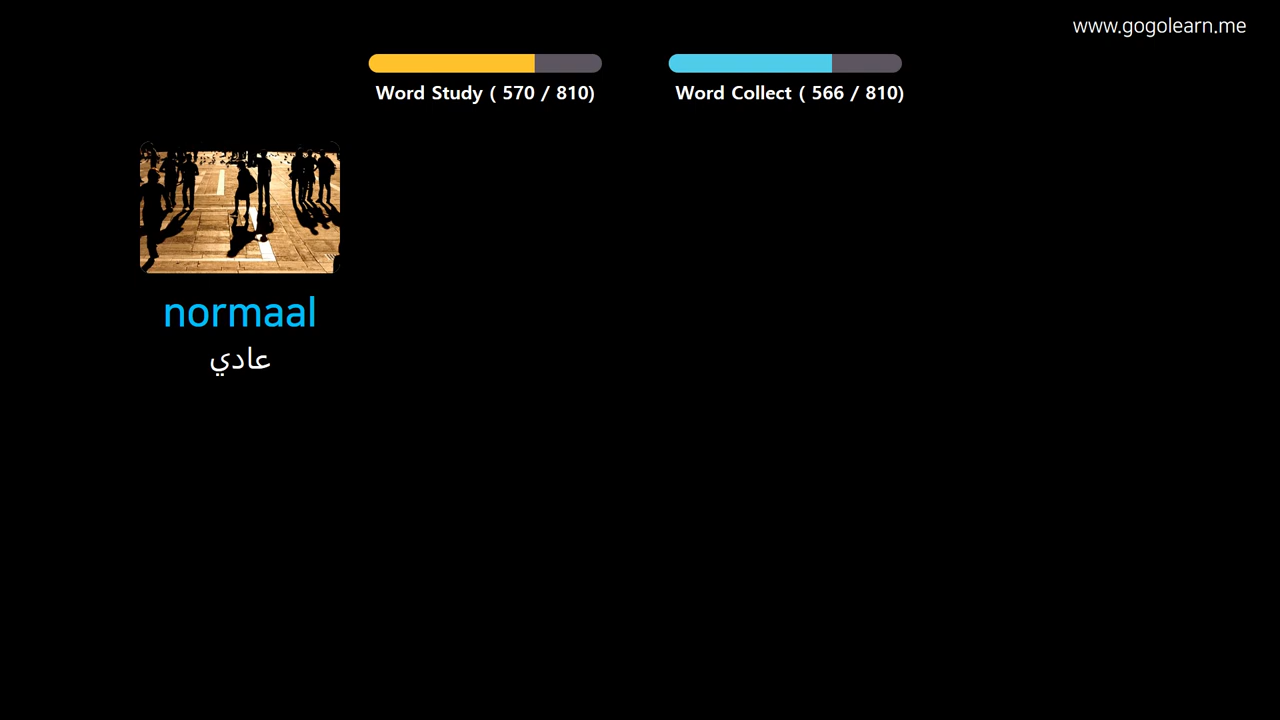 www.gogolearn.me
Word Study ( 570 / 810)
Word Collect ( 566 / 810)
normaal
عادي